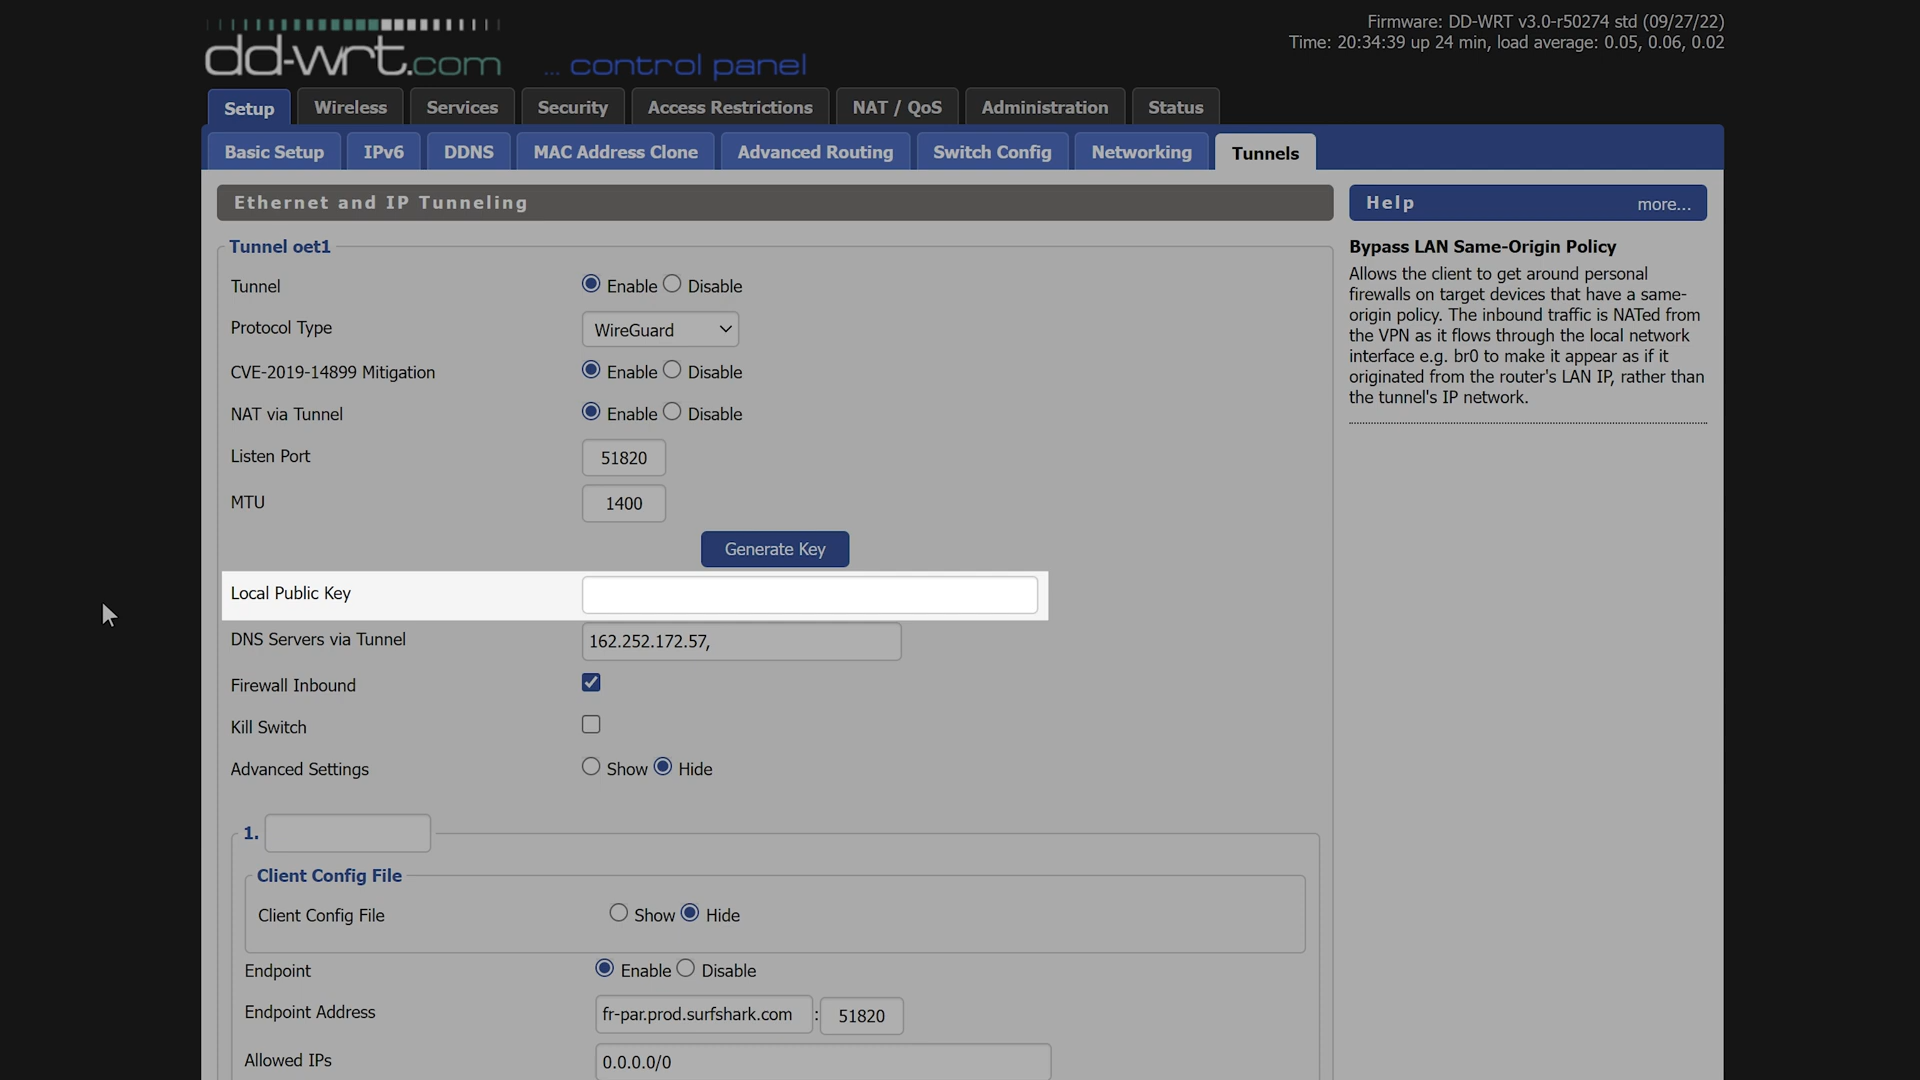 dd-wrt.com ... control panel
Firmware: DD-WRT v3.0-r50274 std (09/27/22)
Time: 20:34:39 up 24 min, load average: 0.05, 0.06, 0.02
Setup Wireless Services Security Access Restrictions NAT / QoS Administration Status
Basic Setup IPv6 DDNS MAC Address Clone Advanced Routing Switch Config Networking Tunnels
Ethernet and IP Tunneling
Tunnel oet1
Tunnel Enable Disable
Protocol Type WireGuard
CVE-2019-14899 Mitigation Enable Disable
NAT via Tunnel Enable Disable
Listen Port 51820
MTU 1400
Generate Key
Local Public Key
DNS Servers via Tunnel 162.252.172.57,
Firewall Inbound
Kill Switch
Advanced Settings Show Hide
1.
Client Config File
Client Config File Show Hide
Endpoint Enable Disable
Endpoint Address fr-par.prod.surfshark.com : 51820
Allowed IPs 0.0.0.0/0
Help more...
Bypass LAN Same-Origin Policy
Allows the client to get around personal
firewalls on target devices that have a same-
origin policy. The inbound traffic is NATed from
the VPN as it flows through the local network
interface e.g. br0 to make it appear as if it
originated from the router's LAN IP, rather than
the tunnel's IP network.